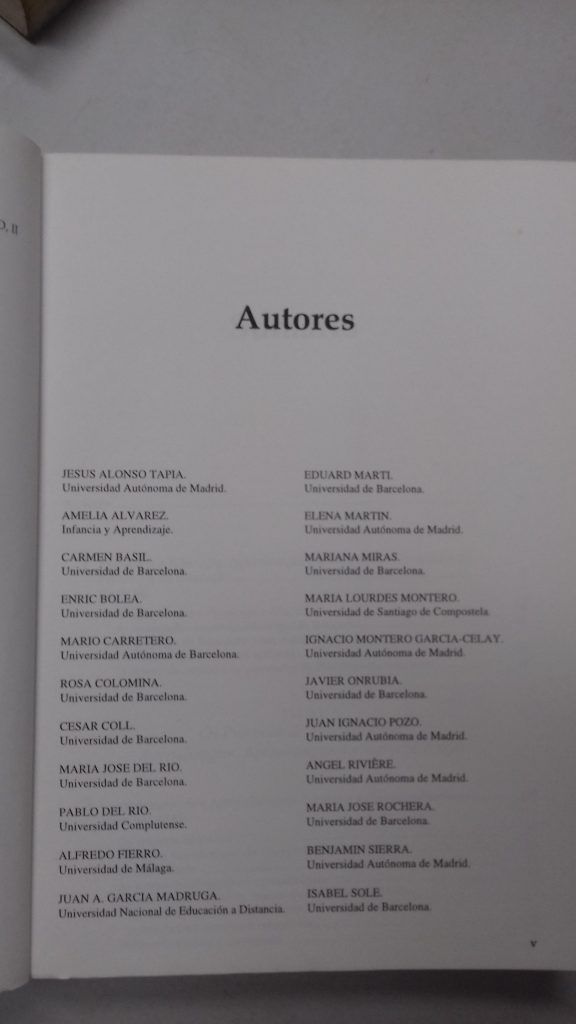 O, II
Autores
JESUS ALONSO TAPIA.
Universidad Autónoma de Madrid.
AMELIA ALVAREZ.
Infancia y Aprendizaje.
CARMEN BASIL.
Universidad de Barcelona.
ENRIC BOLEA.
Universidad de Barcelona.
MARIO CARRETERO.
Universidad Autónoma de Barcelona.
ROSA COLOMINA.
Universidad de Barcelona.
CESAR COLL.
Universidad de Barcelona.
MARIA JOSE DEL RIO.
Universidad de Barcelona.
PABLO DEL RIO.
Universidad Complutense.
ALFREDO FIERRO.
Universidad de Málaga.
JUAN A. GARCIA MADRUGA.
Universidad Nacional de Educación a Distancia.
EDUARD MARTI.
Universidad de Barcelona.
ELENA MARTIN.
Universidad Autónoma de Madrid.
MARIANA MIRAS.
Universidad de Barcelona.
MARIA LOURDES MONTERO.
Universidad de Santiago de Compostela.
IGNACIO MONTERO GARCIA-CELAY.
Universidad Autónoma de Madrid.
JAVIER ONRUBIA.
Universidad de Barcelona.
JUAN IGNACIO POZO.
Universidad Autónoma de Madrid.
ANGEL RIVIÈRE.
Universidad Autónoma de Madrid.
MARIA JOSE ROCHERA.
Universidad de Barcelona.
BENJAMIN SIERRA.
Universidad Autónoma de Madrid.
ISABEL SOLE.
Universidad de Barcelona.
V